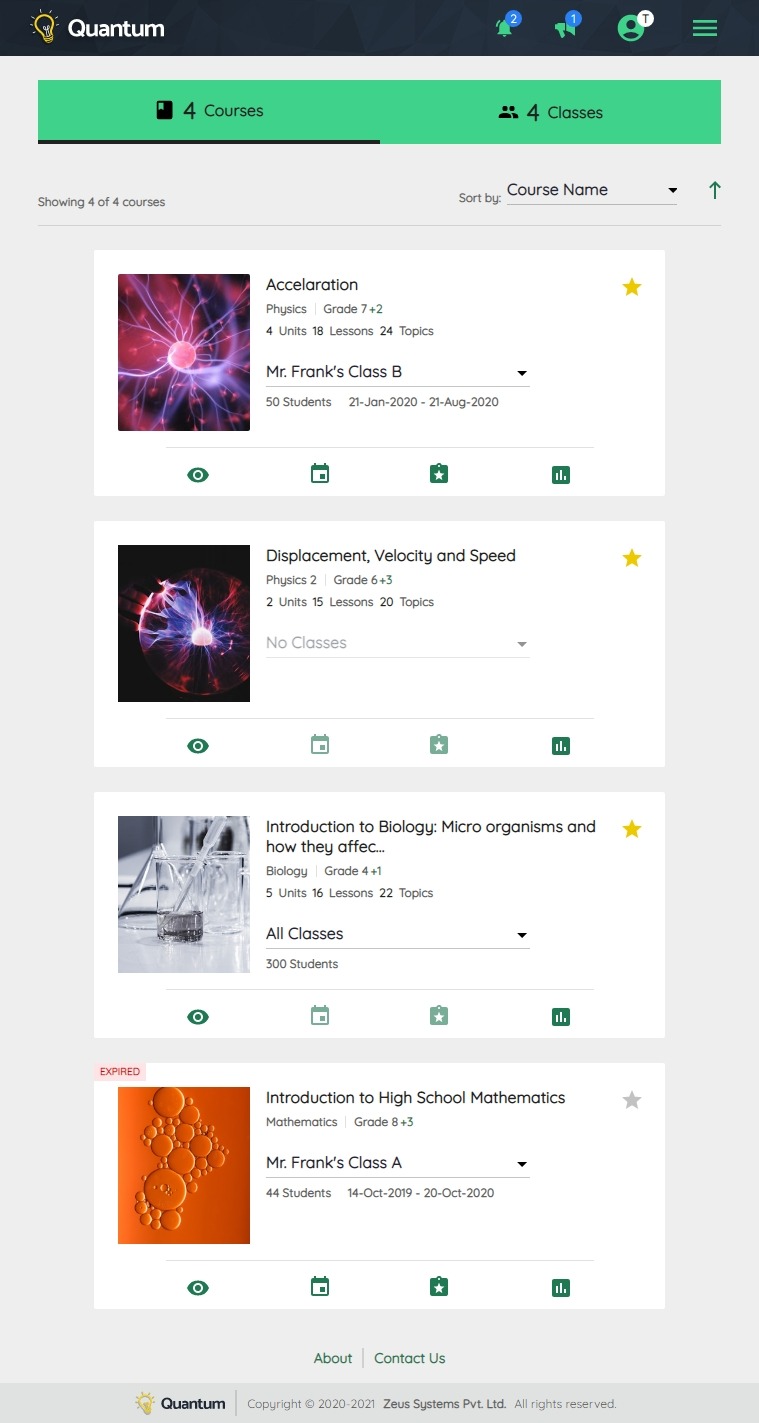 Quantum
2
1
T
4 Courses
4 Classes
Showing 4 of 4 courses
Sort by: Course Name
Accelaration
Physics | Grade 7 +2
4 Units 18 Lessons 24 Topics
Mr. Frank's Class B
50 Students 21-Jan-2020 - 21-Aug-2020
Displacement, Velocity and Speed
Physics 2 | Grade 6 +3
2 Units 15 Lessons 20 Topics
No Classes
Introduction to Biology: Micro organisms and
how they affec...
Biology | Grade 4 +1
5 Units 16 Lessons 22 Topics
All Classes
300 Students
EXPIRED
Introduction to High School Mathematics
Mathematics | Grade 8 +3
Mr. Frank's Class A
44 Students 14-Oct-2019 - 20-Oct-2020
About | Contact Us
Quantum | Copyright © 2020-2021 Zeus Systems Pvt. Ltd. All rights reserved.